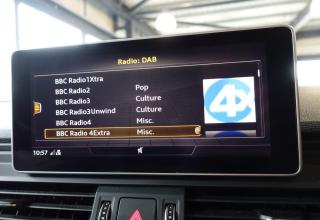 Radio: DAB
BBC Radio1Xtra
BBC Radio2 Pop
BBC Radio3 Culture
BBC Radio3Unwind Culture
BBC Radio4 Misc.
BBC Radio 4Extra Misc.
4X
10:57